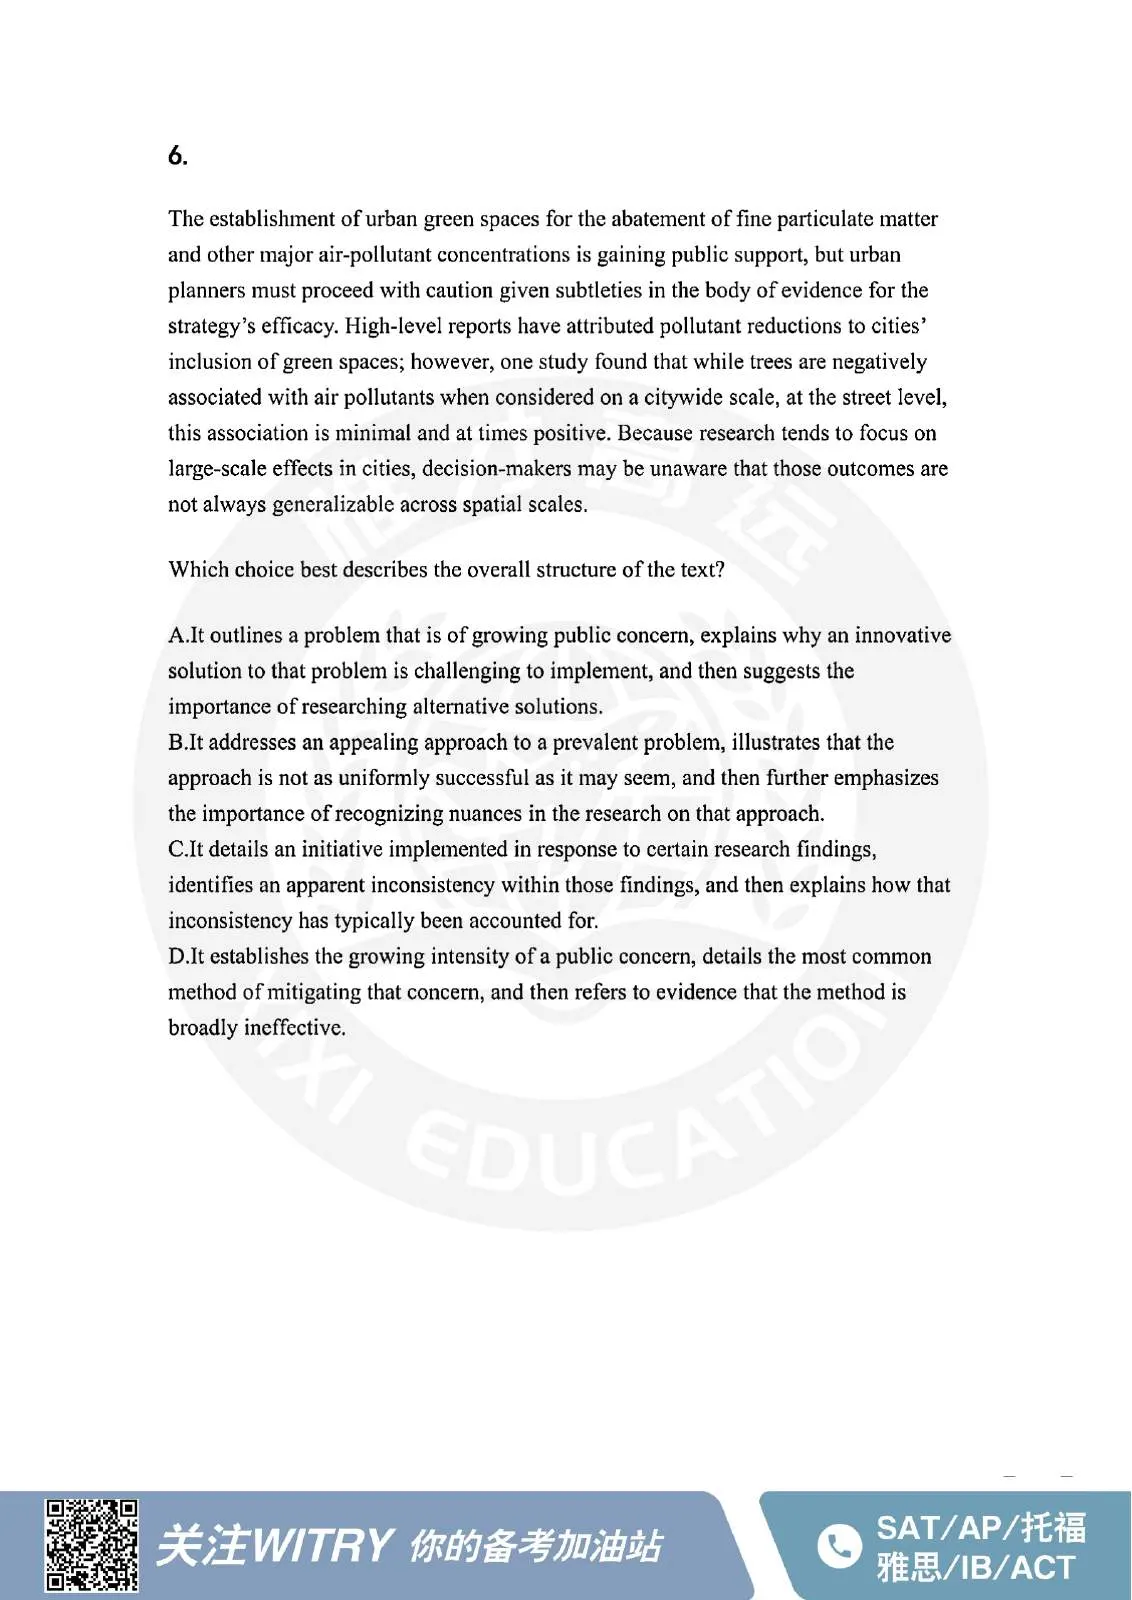 6.
The establishment of urban green spaces for the abatement of fine particulate matter
and other major air-pollutant concentrations is gaining public support, but urban
planners must proceed with caution given subtleties in the body of evidence for the
strategy’s efficacy. High-level reports have attributed pollutant reductions to cities’
inclusion of green spaces; however, one study found that while trees are negatively
associated with air pollutants when considered on a citywide scale, at the street level,
this association is minimal and at times positive. Because research tends to focus on
large-scale effects in cities, decision-makers may be unaware that those outcomes are
not always generalizable across spatial scales.
Which choice best describes the overall structure of the text?
A.It outlines a problem that is of growing public concern, explains why an innovative
solution to that problem is challenging to implement, and then suggests the
importance of researching alternative solutions.
B.It addresses an appealing approach to a prevalent problem, illustrates that the
approach is not as uniformly successful as it may seem, and then further emphasizes
the importance of recognizing nuances in the research on that approach.
C.It details an initiative implemented in response to certain research findings,
identifies an apparent inconsistency within those findings, and then explains how that
inconsistency has typically been accounted for.
D.It establishes the growing intensity of a public concern, details the most common
method of mitigating that concern, and then refers to evidence that the method is
broadly ineffective.
EDUCATION
关注WITRY 你的备考加油站
SAT/AP/托福
雅思/IB/ACT